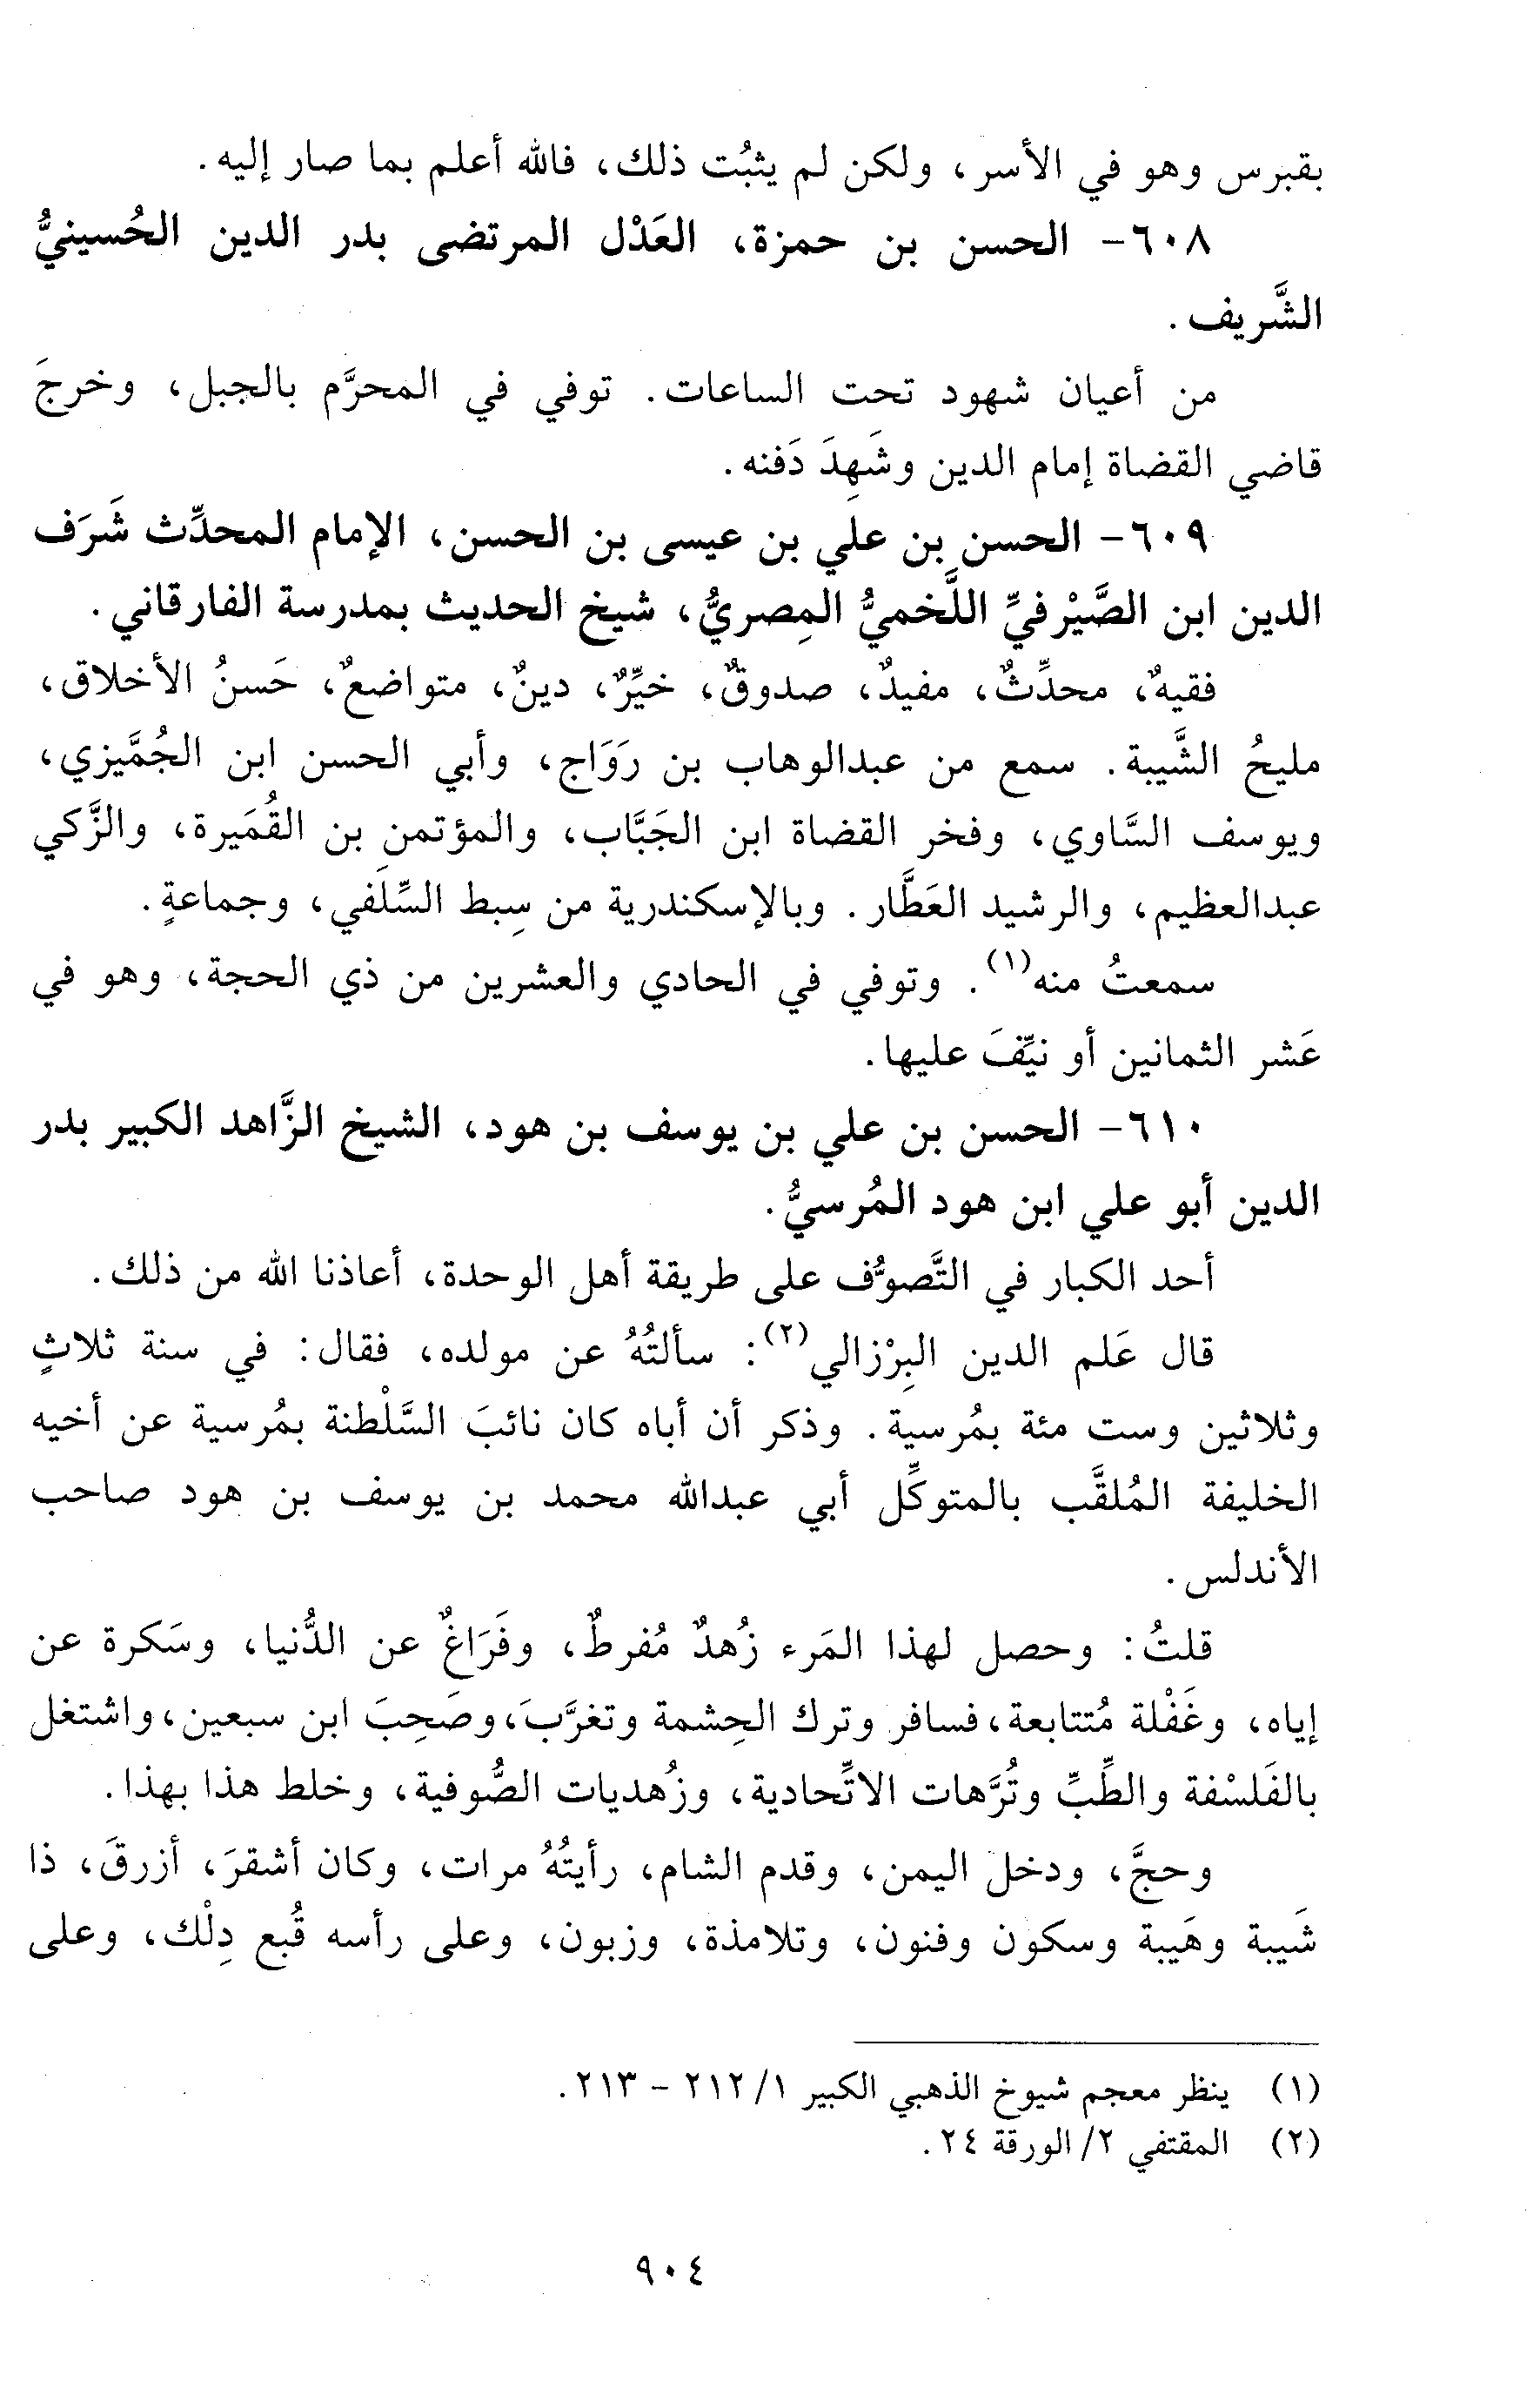 بقبرس وهو في الأسر، ولكن لم يثبُت ذلك، فالله أعلم بما صار إليه.
٦٠٨- الحسن بن حمزة، العَدْل المرتضى بدر الدين الحُسينيُّ
الشَّريف.
من أعيان شهود تحت الساعات. توفي في المحرَّم بالجبل، وخرجَ
قاضي القضاة إمام الدين وشَهِدَ دَفنه.
٦٠٩- الحسن بن علي بن عيسى بن الحسن، الإمام المحدِّث شَرَف
الدين ابن الصَّيْرفيِّ اللَّخميُّ المِصريُّ، شيخ الحديث بمدرسة الفارقاني.
فقيهٌ، محدِّثٌ، مفيدٌ، صدوقٌ، خيِّرٌ، دينٌ، متواضعٌ، حَسنُ الأخلاق،
مليحُ الشَّيبة. سمع من عبدالوهاب بن رَوَاج، وأبي الحسن ابن الجُمَّيزي،
ويوسف السَّاوي، وفخر القضاة ابن الجَبَّاب، والمؤتمن بن القُمَيرة، والزَّكي
عبدالعظيم، والرشيد العَطَّار. وبالإسكندرية من سِبط السِّلَفي، وجماعةٍ.
سمعتُ منه(١). وتوفي في الحادي والعشرين من ذي الحجة، وهو في
عَشر الثمانين أو نيِّفَ عليها.
٦١٠- الحسن بن علي بن يوسف بن هود، الشيخ الزَّاهد الكبير بدر
الدين أبو علي ابن هود المُرسيُّ.
أحد الكبار في التَّصوُّف على طريقة أهل الوحدة، أعاذنا الله من ذلك.
قال عَلم الدين البِرْزالي(٢): سألتُهُ عن مولده، فقال: في سنة ثلاثٍ
وثلاثين وست مئة بمُرسية. وذكر أن أباه كان نائبَ السَّلْطنة بمُرسية عن أخيه
الخليفة المُلقَّب بالمتوكِّل أبي عبدالله محمد بن يوسف بن هود صاحب
الأندلس.
قلتُ: وحصل لهذا المَرء زُهدٌ مُفرطٌ، وفَرَاغٌ عن الدُّنيا، وسَكرة عن
إياه، وغَفْلة مُتتابعة، فسافر وترك الحِشمة وتغرَّبَ، وصَحِبَ ابن سبعين، واشتغل
بالفَلسْفة والطِّبِّ وتُرَّهات الاتِّحادية، وزُهديات الصُّوفية، وخلط هذا بهذا.
وحجَّ، ودخل اليمن، وقدم الشام، رأيتُهُ مرات، وكان أشقرَ، أزرقَ، ذا
شَيبة وهَيبة وسكون وفنون، وتلامذة، وزبون، وعلى رأسه قُبع دِلْك، وعلى
(١) ينظر معجم شيوخ الذهبي الكبير ١/ ٢١٢ - ٢١٣.
(٢) المقتفي ٢/ الورقة ٢٤.
٩٠٤